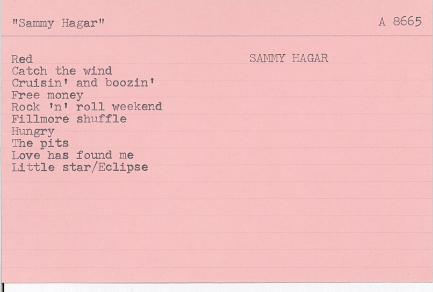 "Sammy Hagar" A 8665
Red SAMMY HAGAR
Catch the wind
Cruisin' and boozin'
Free money
Rock 'n' roll weekend
Fillmore shuffle
Hungry
The pits
Love has found me
Little star/Eclipse